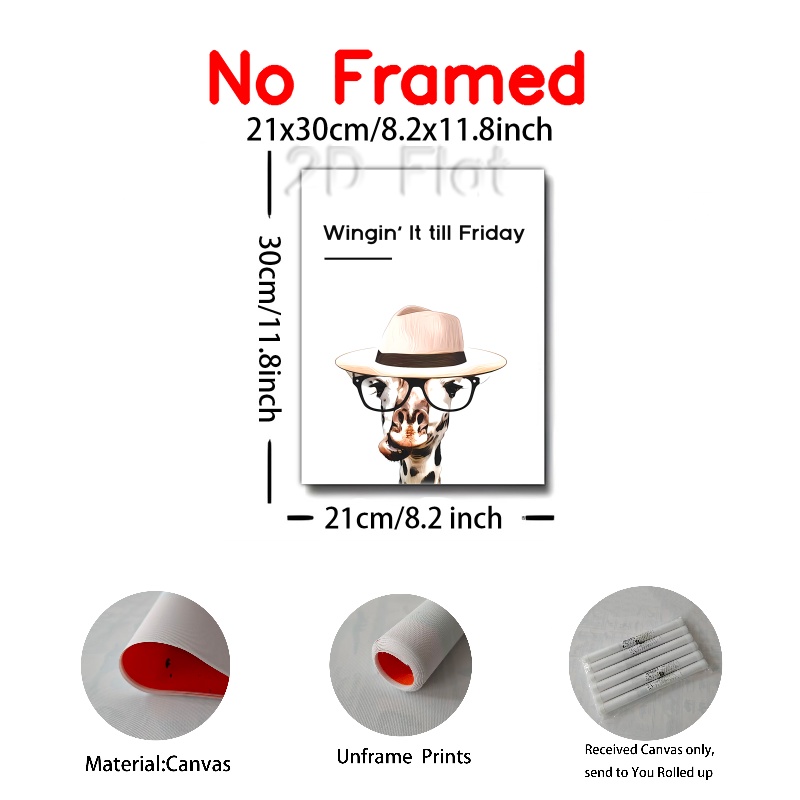 No Framed
21x30cm/8.2x11.8inch
2D Flat
Wingin' It till Friday
30cm/11.8inch
21cm/8.2 inch
Material:Canvas
Unframe Prints
Received Canvas only,
send to You Rolled up